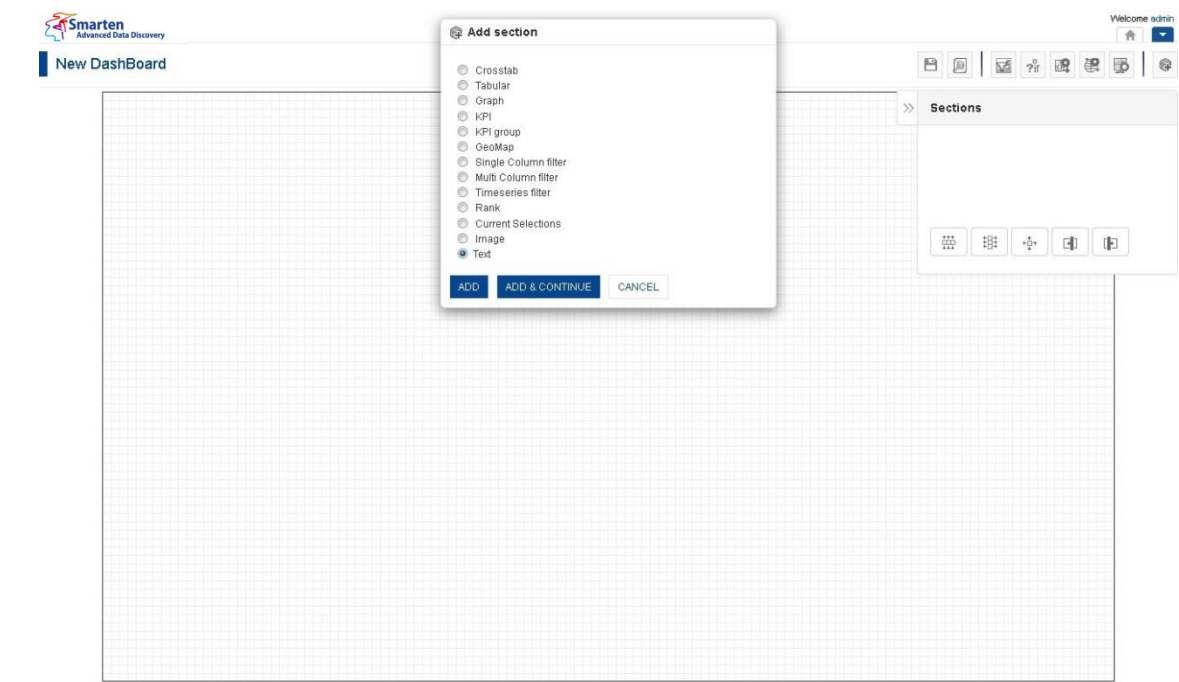 Smarten
Advanced Data Discovery
Welcome admin
New DashBoard
?if
Add section
Crosstab
Tabular
Graph
KPI
KPI group
GeoMap
Single Column filter
Multi Column filter
Timeseries filter
Rank
Current Selections
Image
Text
ADD
ADD & CONTINUE
CANCEL
Sections